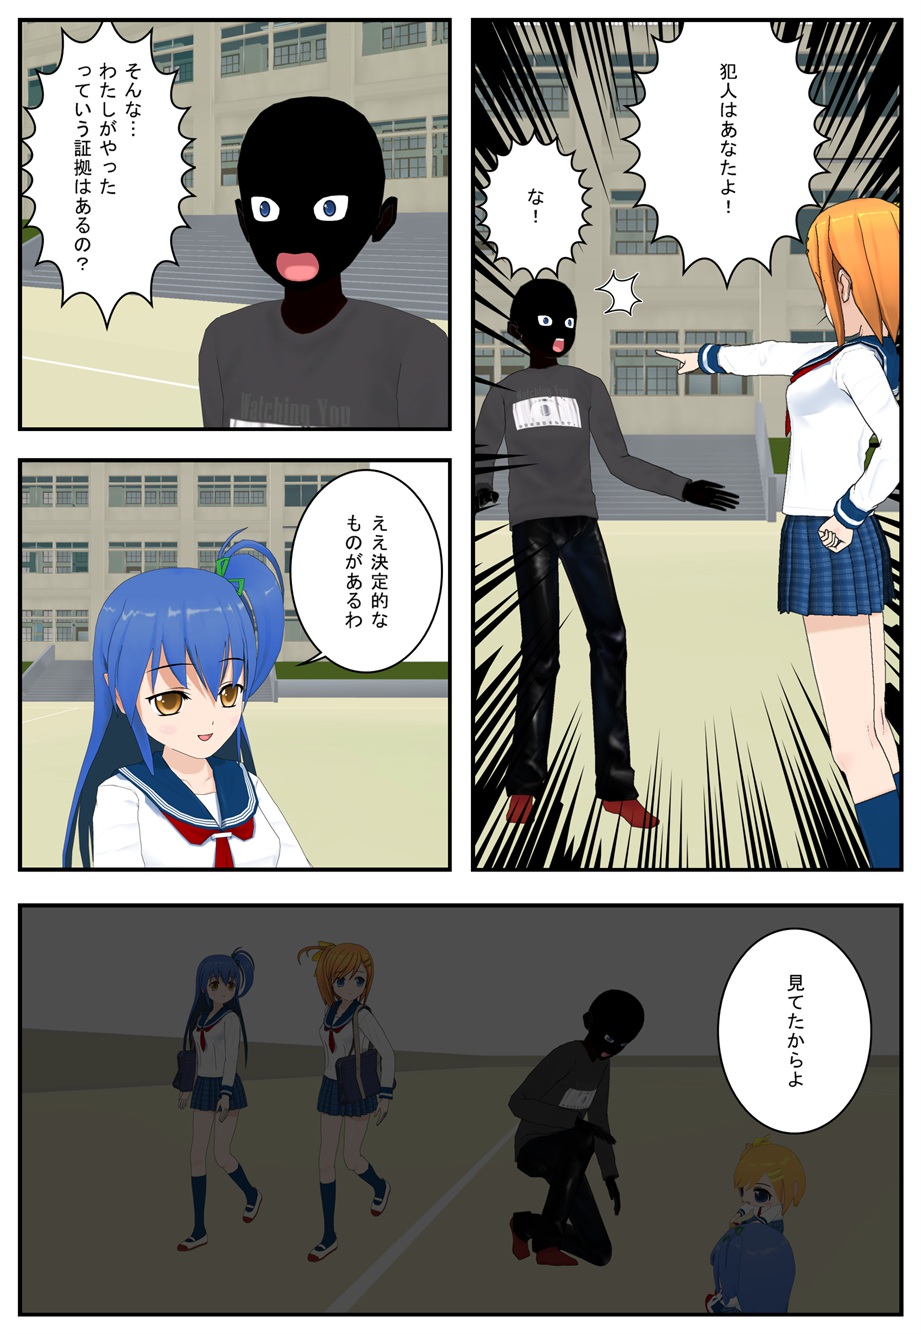 犯人はあなたよ！
な！
Watching You
そんな…
わたしがやった
っていう証拠はあるの？
Watching You
ええ決定的な
ものがあるわ
見てたからよ